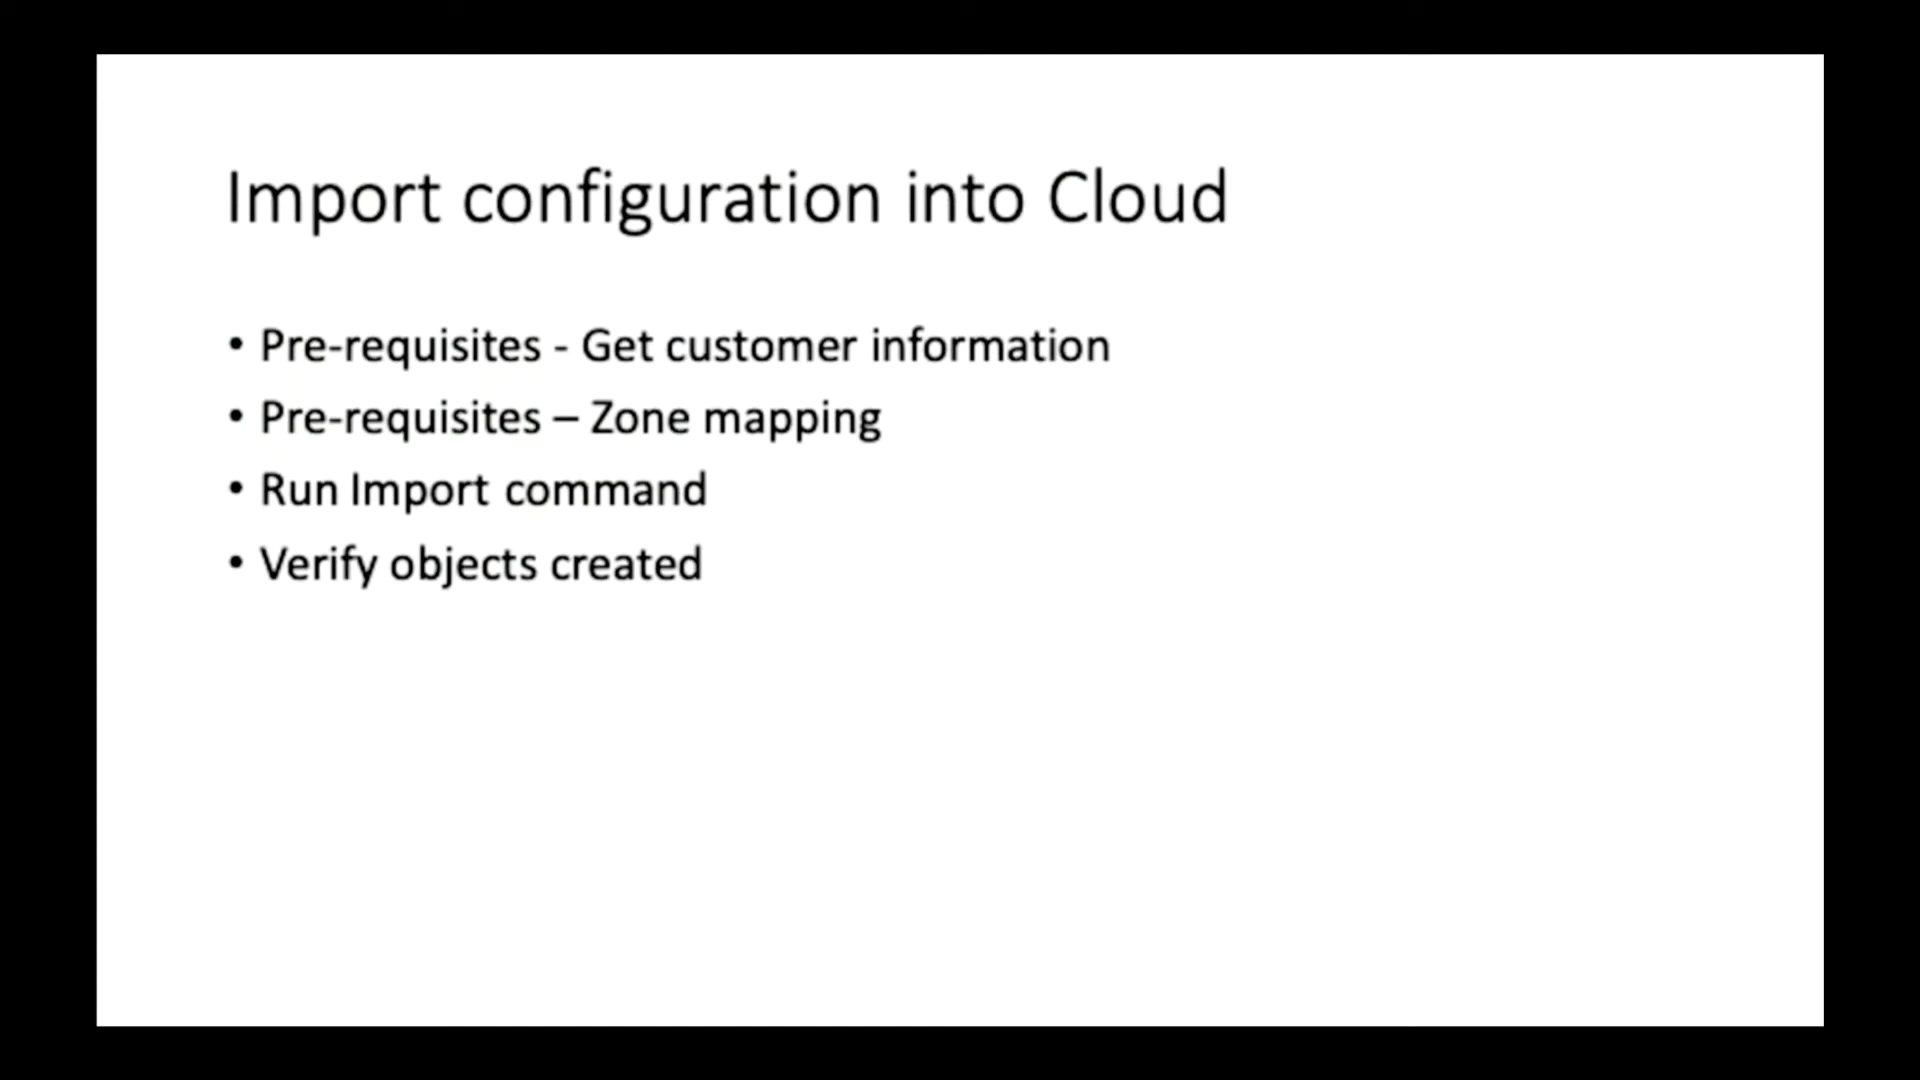 Import configuration into Cloud
• Pre-requisites - Get customer information
• Pre-requisites – Zone mapping
• Run Import command
• Verify objects created